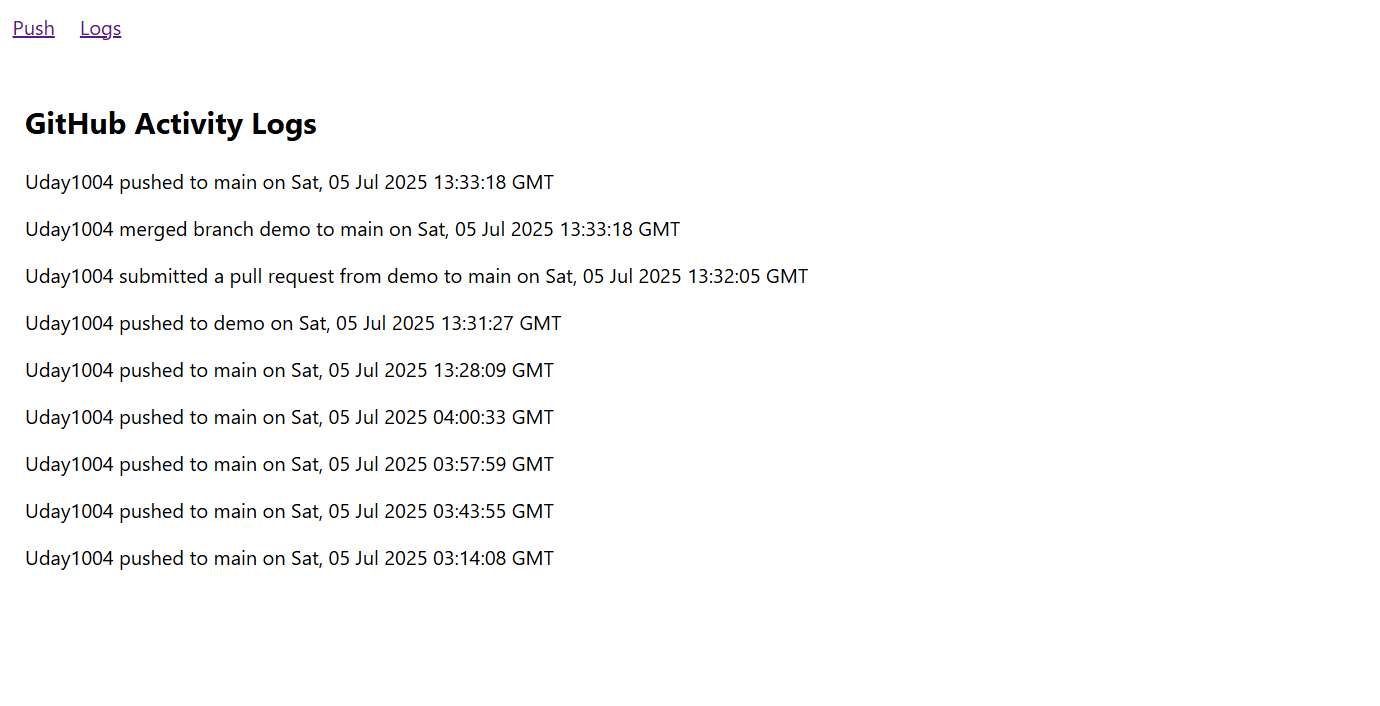 Push Logs
GitHub Activity Logs
Uday1004 pushed to main on Sat, 05 Jul 2025 13:33:18 GMT
Uday1004 merged branch demo to main on Sat, 05 Jul 2025 13:33:18 GMT
Uday1004 submitted a pull request from demo to main on Sat, 05 Jul 2025 13:32:05 GMT
Uday1004 pushed to demo on Sat, 05 Jul 2025 13:31:27 GMT
Uday1004 pushed to main on Sat, 05 Jul 2025 13:28:09 GMT
Uday1004 pushed to main on Sat, 05 Jul 2025 04:00:33 GMT
Uday1004 pushed to main on Sat, 05 Jul 2025 03:57:59 GMT
Uday1004 pushed to main on Sat, 05 Jul 2025 03:43:55 GMT
Uday1004 pushed to main on Sat, 05 Jul 2025 03:14:08 GMT